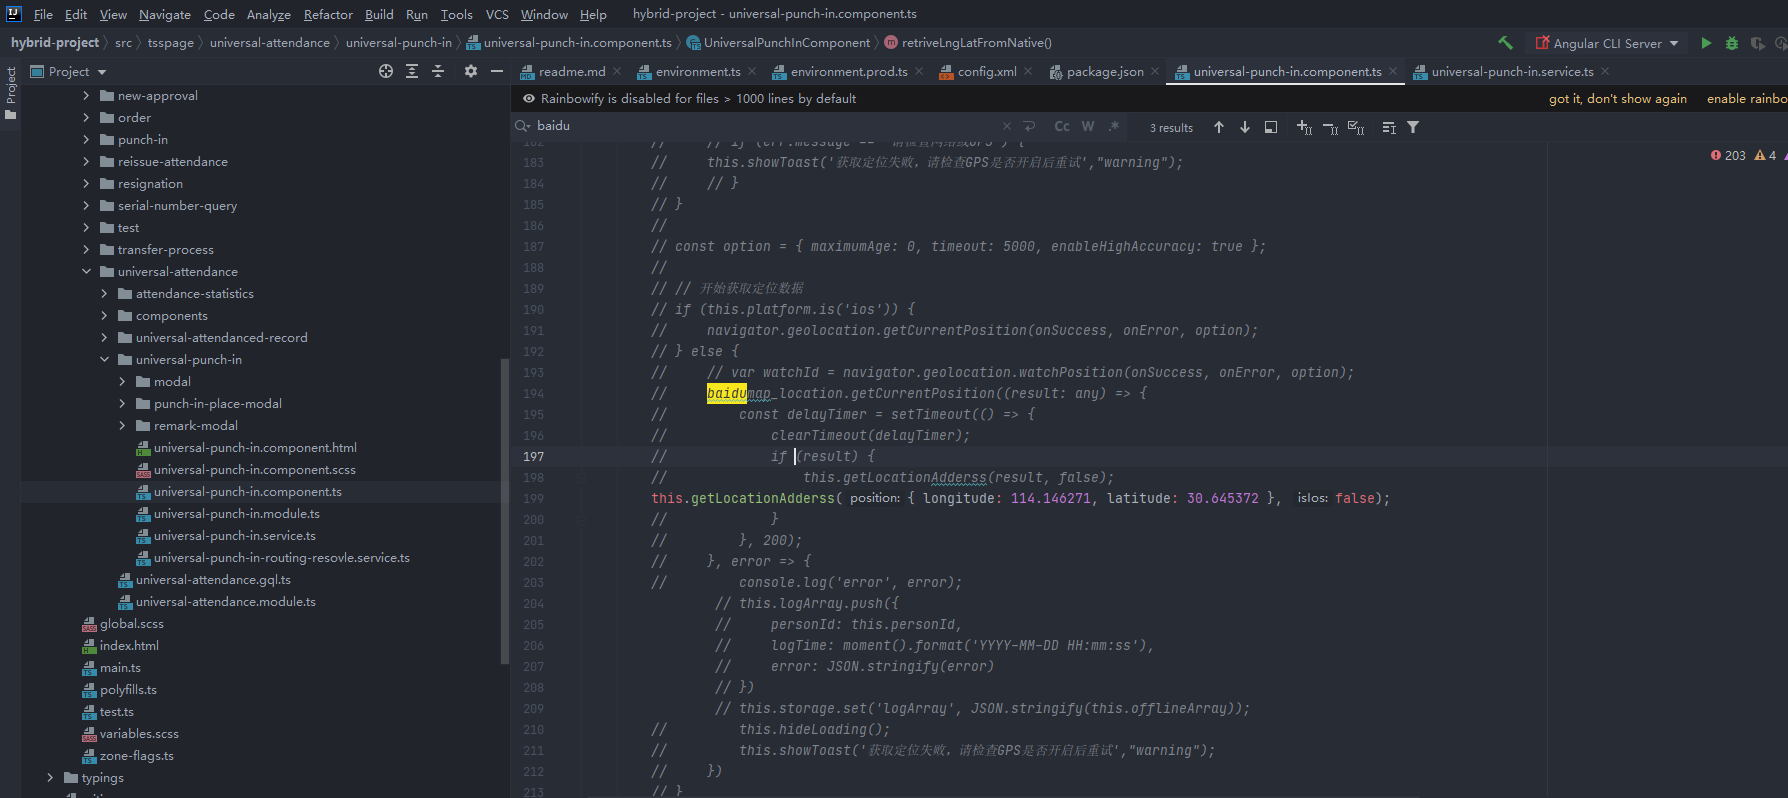 File Edit View Navigate Code Analyze Refactor Build Run Tools VCS Window Help hybrid-project - universal-punch-in.component.ts
hybrid-project src tsspage universal-attendance universal-punch-in universal-punch-in.component.ts UniversalPunchInComponent retriveLngLatFromNative() Angular CLI Server
Project
Project
readme.md environment.ts environment.prod.ts config.xml package.json universal-punch-in.component.ts universal-punch-in.service.ts
Rainbowify is disabled for files > 1000 lines by default got it, don't show again enable rainbo
baidu Cc W .* 3 results
203 4
new-approval
order
punch-in
reissue-attendance
resignation
serial-number-query
test
transfer-process
universal-attendance
attendance-statistics
components
universal-attendanced-record
universal-punch-in
modal
punch-in-place-modal
remark-modal
universal-punch-in.component.html
universal-punch-in.component.scss
universal-punch-in.component.ts
universal-punch-in.module.ts
universal-punch-in.service.ts
universal-punch-in-routing-resovle.service.ts
universal-attendance.gql.ts
universal-attendance.module.ts
global.scss
index.html
main.ts
polyfills.ts
test.ts
variables.scss
zone-flags.ts
typings
183 // this.showToast('获取定位失败，请检查GPS是否开启后重试',"warning");
184 // // }
185 // }
186 //
187 // const option = { maximumAge: 0, timeout: 5000, enableHighAccuracy: true };
188 //
189 // // 开始获取定位数据
190 // if (this.platform.is('ios')) {
191 // navigator.geolocation.getCurrentPosition(onSuccess, onError, option);
192 // } else {
193 // // var watchId = navigator.geolocation.watchPosition(onSuccess, onError, option);
194 // baidumap_location.getCurrentPosition((result: any) => {
195 // const delayTimer = setTimeout(() => {
196 // clearTimeout(delayTimer);
197 // if (result) {
198 // this.getLocationAdderss(result, false);
199 this.getLocationAdderss( position: { longitude: 114.146271, latitude: 30.645372 }, isIos: false);
200 // }
201 // }, 200);
202 // }, error => {
203 // console.log('error', error);
204 // this.logArray.push({
205 // personId: this.personId,
206 // logTime: moment().format('YYYY-MM-DD HH:mm:ss'),
207 // error: JSON.stringify(error)
208 // })
209 // this.storage.set('logArray', JSON.stringify(this.offlineArray));
210 // this.hideLoading();
211 // this.showToast('获取定位失败，请检查GPS是否开启后重试',"warning");
212 // })
213 // }